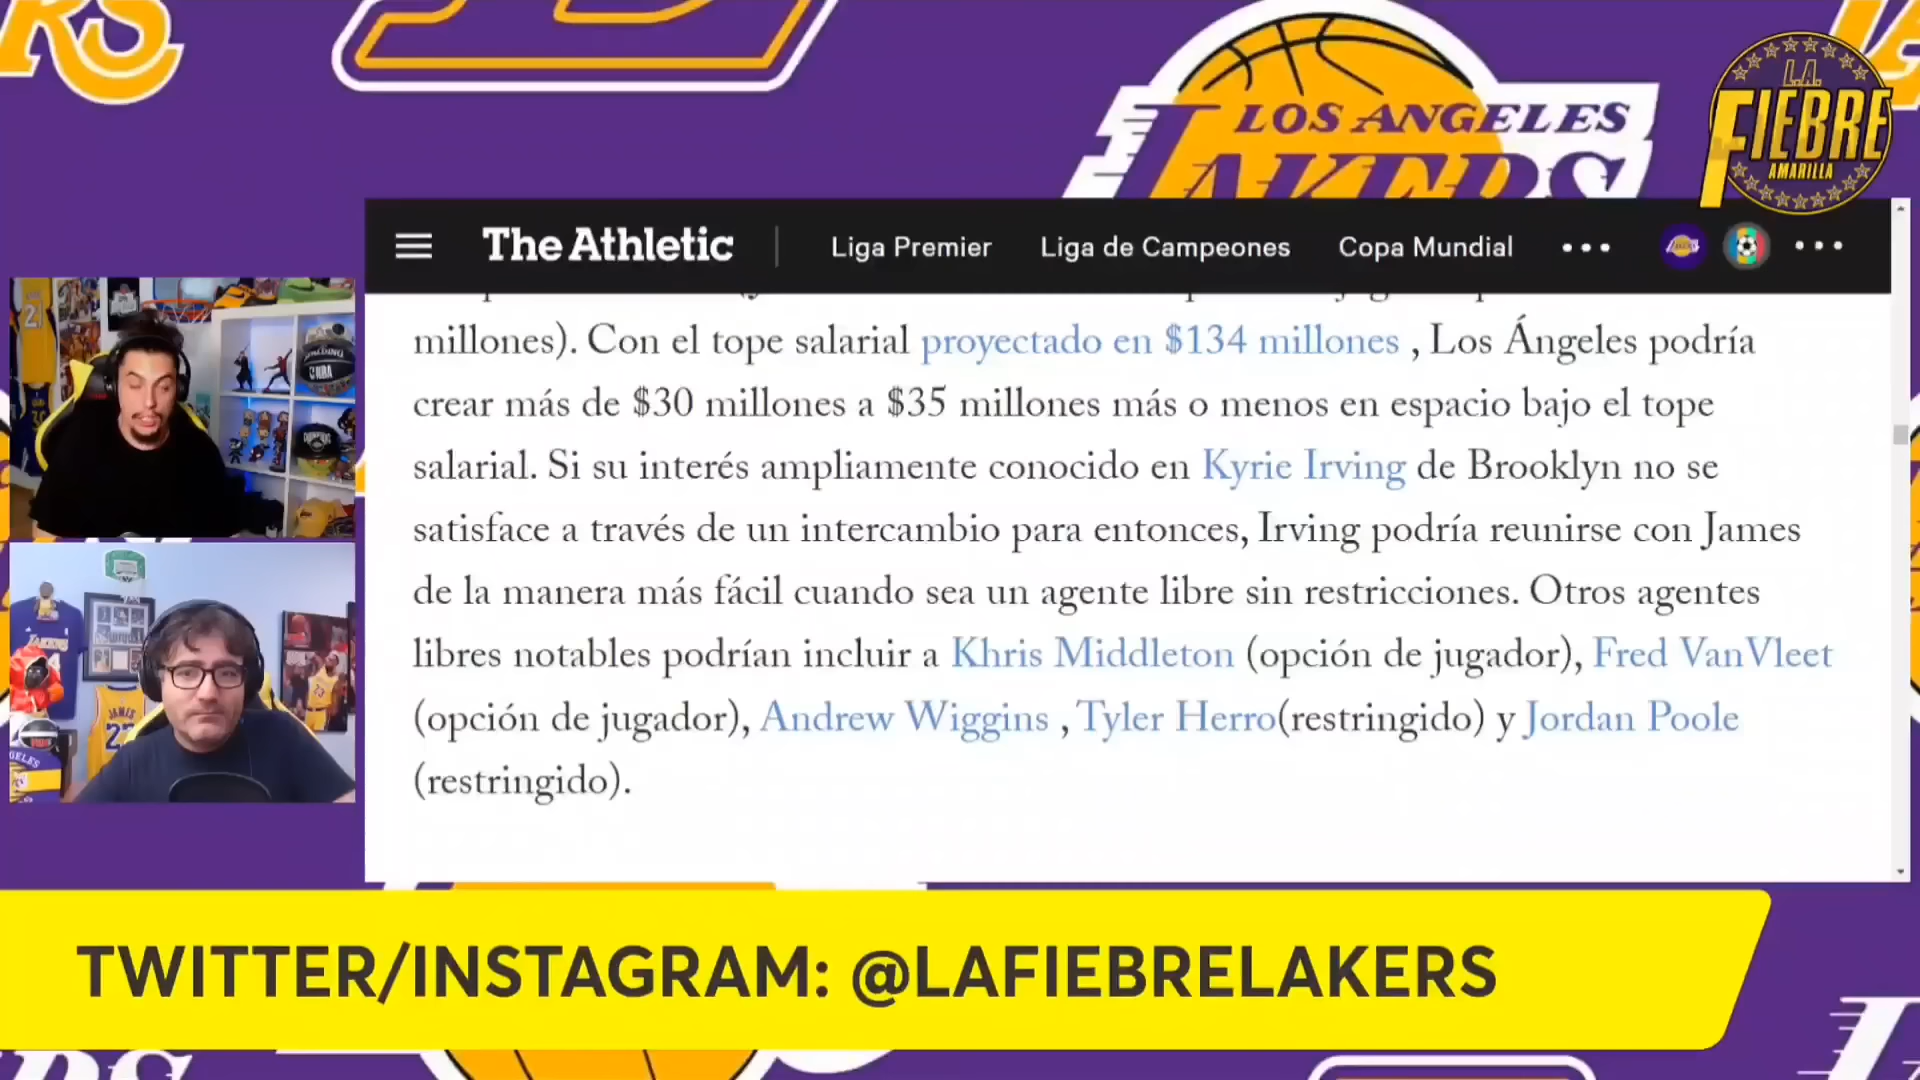 LOS ANGELES
LAKERS
L.A.
FIEBRE
AMARILLA
The Athletic
Liga Premier
Liga de Campeones
Copa Mundial
millones). Con el tope salarial proyectado en $134 millones , Los Ángeles podría
crear más de $30 millones a $35 millones más o menos en espacio bajo el tope
salarial. Si su interés ampliamente conocido en Kyrie Irving de Brooklyn no se
satisface a través de un intercambio para entonces, Irving podría reunirse con James
de la manera más fácil cuando sea un agente libre sin restricciones. Otros agentes
libres notables podrían incluir a Khris Middleton (opción de jugador), Fred VanVleet
(opción de jugador), Andrew Wiggins , Tyler Herro(restringido) y Jordan Poole
(restringido).
SPALDING
NBA
LAKERS
JAMES
TWITTER/INSTAGRAM: @LAFIEBRELAKERS